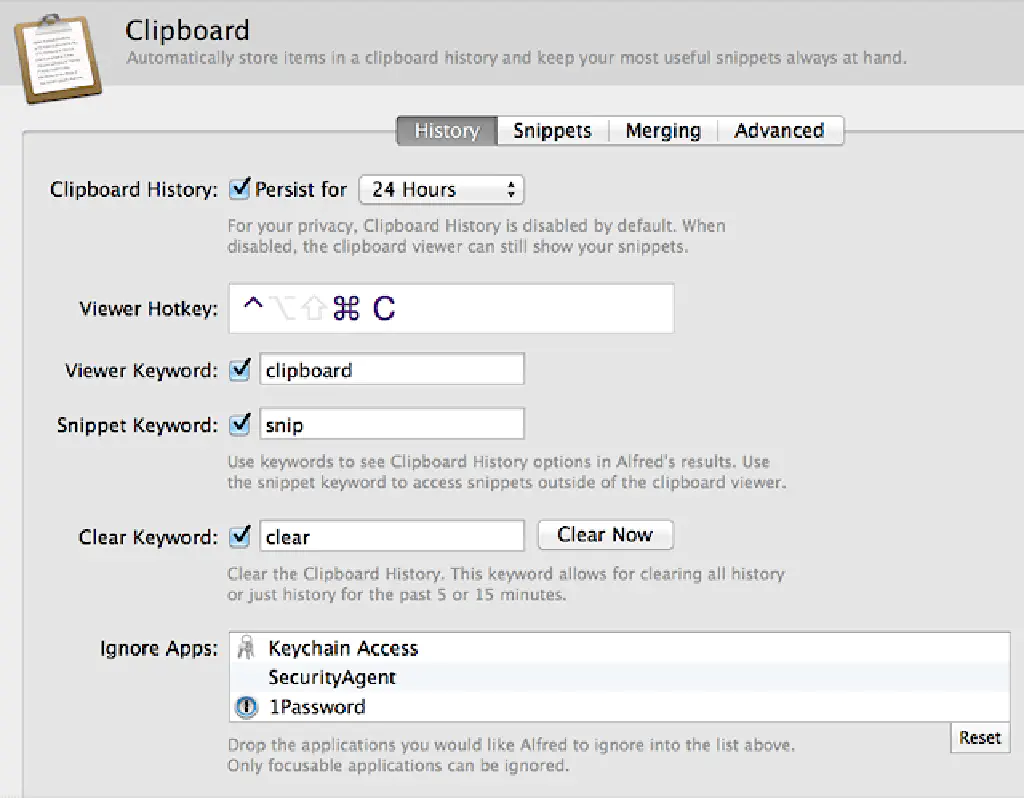 Clipboard
Automatically store items in a clipboard history and keep your most useful snippets always at hand.
History Snippets Merging Advanced
Clipboard History: Persist for 24 Hours
For your privacy, Clipboard History is disabled by default. When
disabled, the clipboard viewer can still show your snippets.
Viewer Hotkey: ^⌥⇧⌘ C
Viewer Keyword: clipboard
Snippet Keyword: snip
Use keywords to see Clipboard History options in Alfred's results. Use
the snippet keyword to access snippets outside of the clipboard viewer.
Clear Keyword: clear Clear Now
Clear the Clipboard History. This keyword allows for clearing all history
or just history for the past 5 or 15 minutes.
Ignore Apps: Keychain Access
SecurityAgent
1Password
Reset
Drop the applications you would like Alfred to ignore into the list above.
Only focusable applications can be ignored.